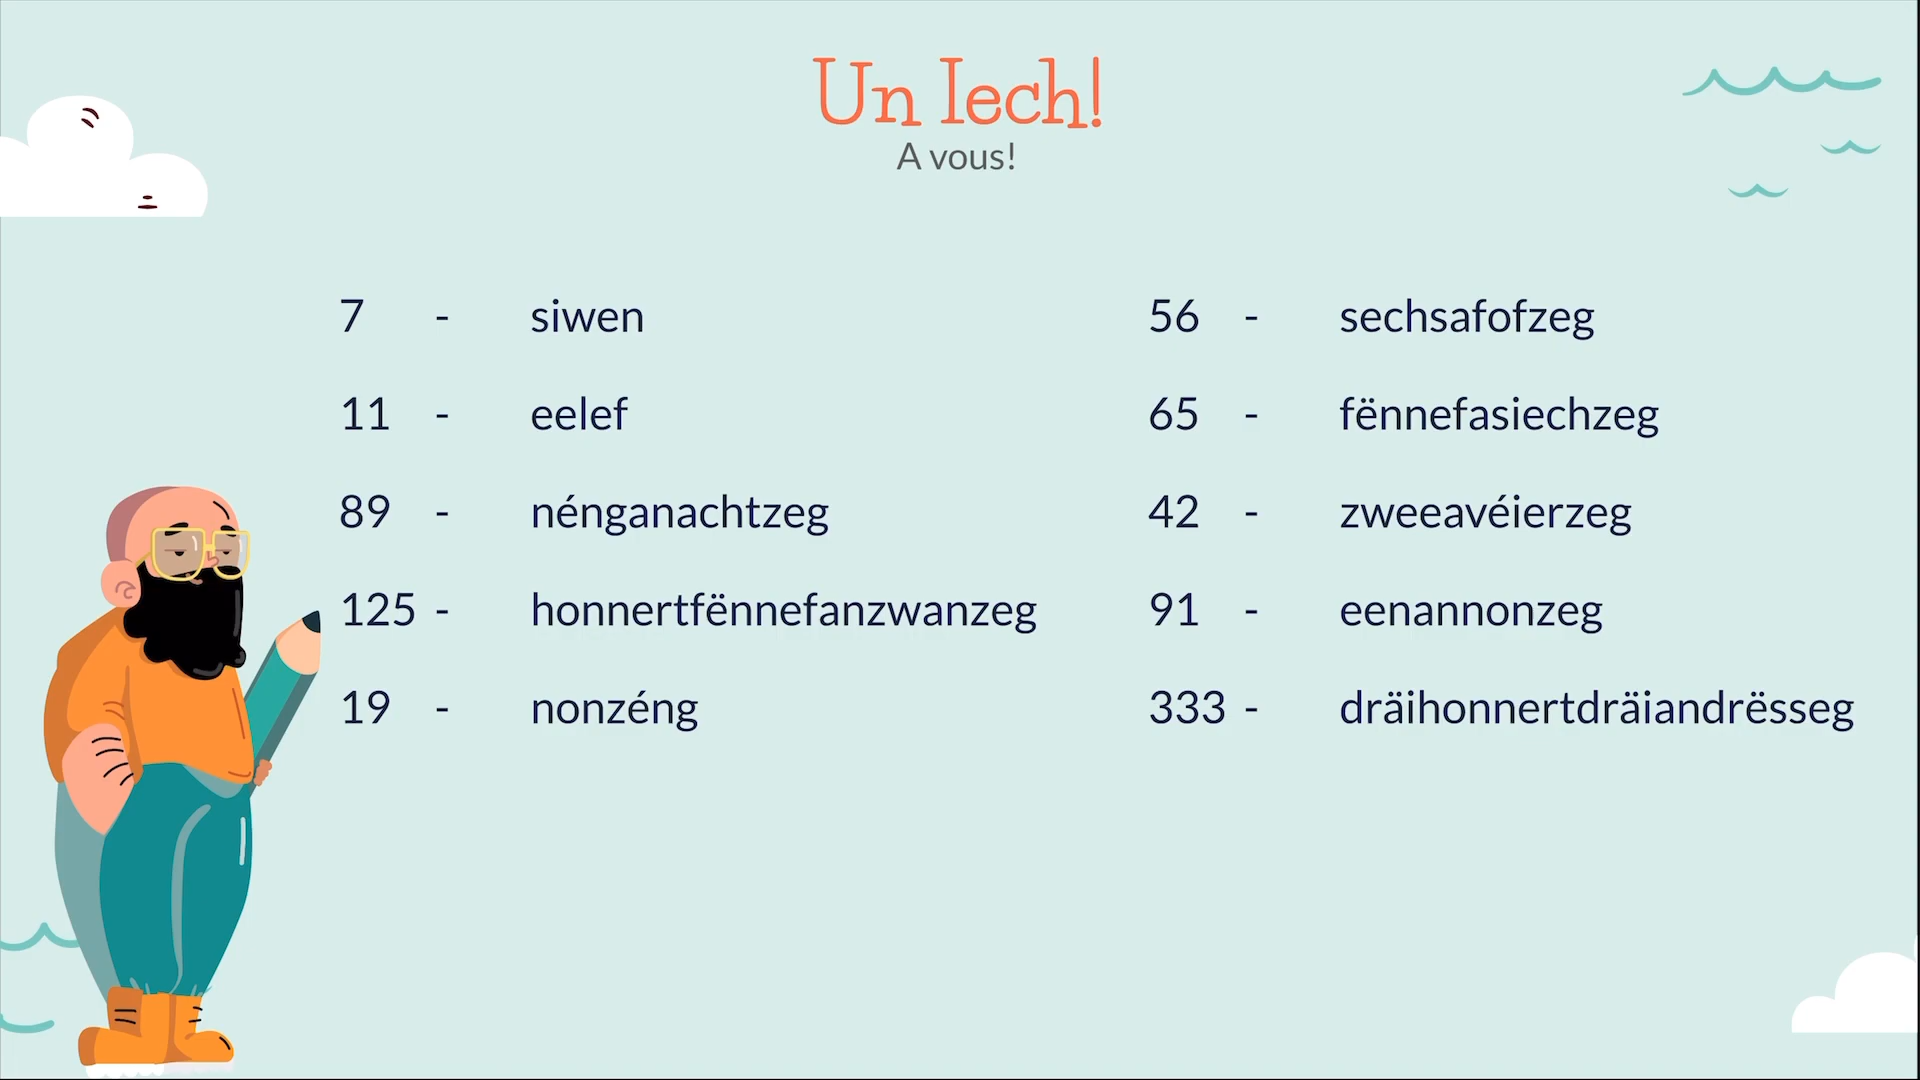 Un Iech!
A vous!
7 - siwen
11 - eelef
89 - nénganachtzeg
125 - honnertfënnefanzwanzeg
19 - nonzéng
56 - sechsafofzeg
65 - fënnefasiechzeg
42 - zweeavéierzeg
91 - eenannonzeg
333 - dräihonnertdräiandrësseg